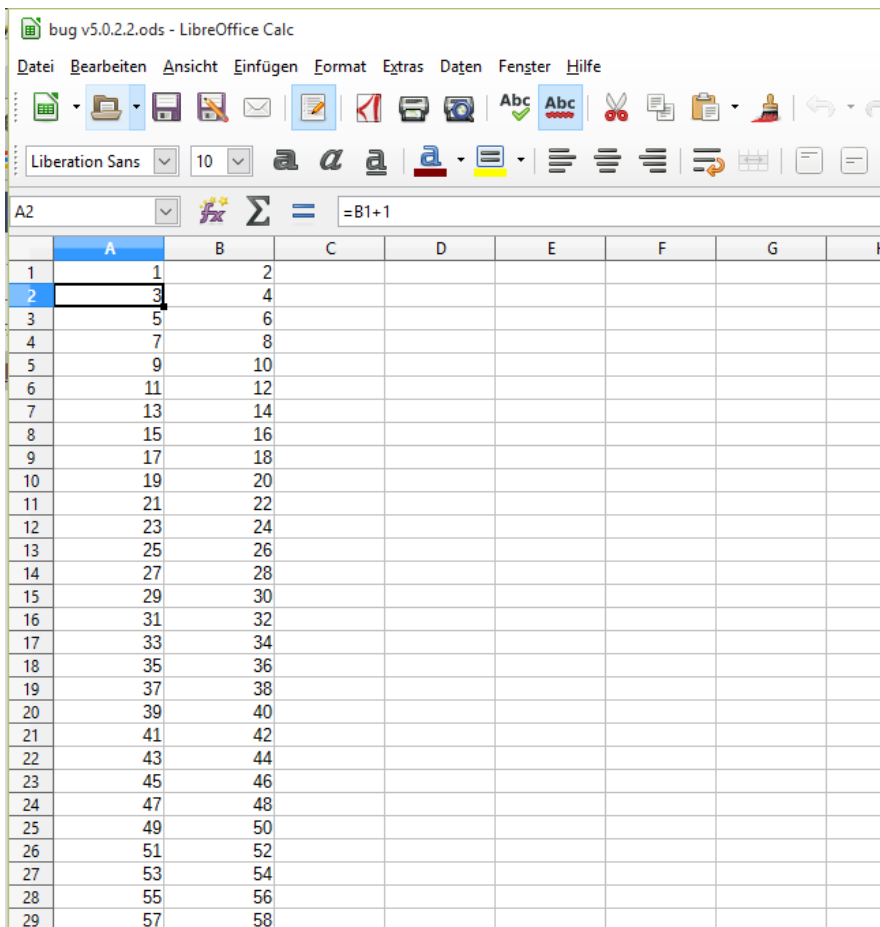 bug v5.0.2.2.ods - LibreOffice Calc
Datei Bearbeiten Ansicht Einfügen Format Extras Daten Fenster Hilfe
Abc Abc
Liberation Sans 10 a a a a
A2 fx Σ = =B1+1
A B C D E F G
1 1 2
2 3 4
3 5 6
4 7 8
5 9 10
6 11 12
7 13 14
8 15 16
9 17 18
10 19 20
11 21 22
12 23 24
13 25 26
14 27 28
15 29 30
16 31 32
17 33 34
18 35 36
19 37 38
20 39 40
21 41 42
22 43 44
23 45 46
24 47 48
25 49 50
26 51 52
27 53 54
28 55 56
29 57 58